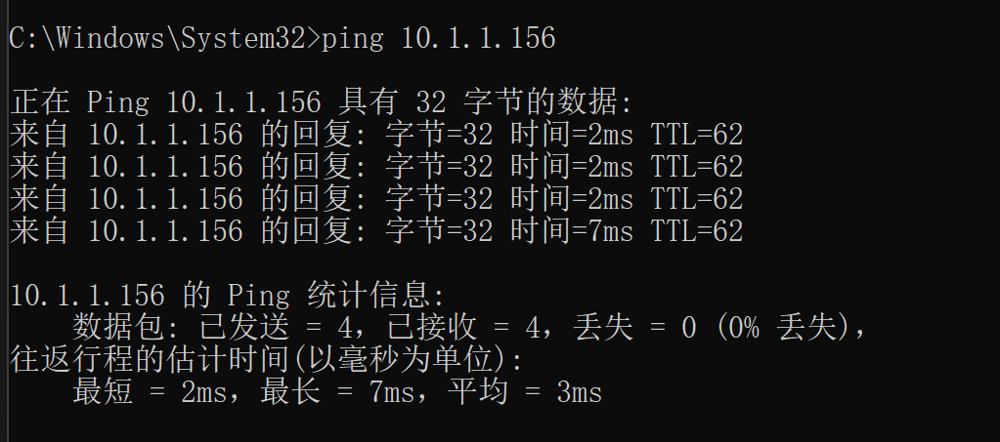 C:\Windows\System32>ping 10.1.1.156
正在 Ping 10.1.1.156 具有 32 字节的数据:
来自 10.1.1.156 的回复: 字节=32 时间=2ms TTL=62
来自 10.1.1.156 的回复: 字节=32 时间=2ms TTL=62
来自 10.1.1.156 的回复: 字节=32 时间=2ms TTL=62
来自 10.1.1.156 的回复: 字节=32 时间=7ms TTL=62
10.1.1.156 的 Ping 统计信息:
数据包: 已发送 = 4，已接收 = 4，丢失 = 0 (0% 丢失)，
往返行程的估计时间(以毫秒为单位):
最短 = 2ms，最长 = 7ms，平均 = 3ms